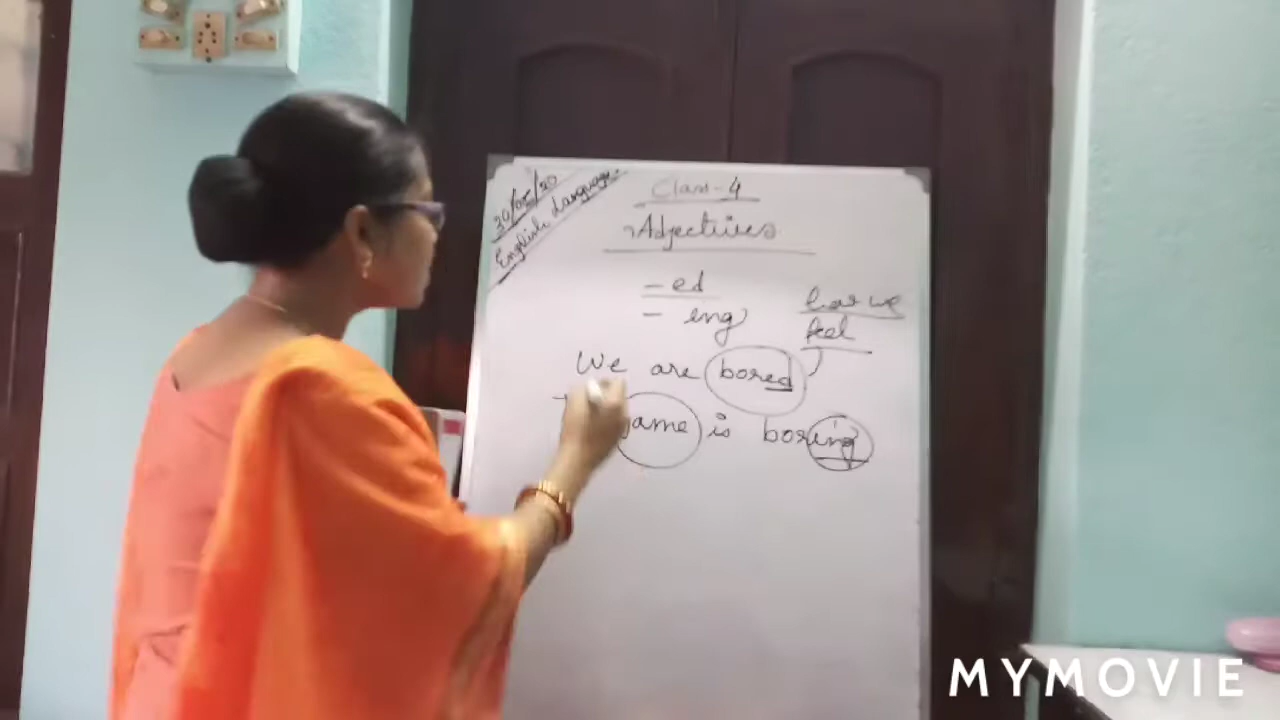 30/05/20
English Language
Class-4
Adjectives
- ed
- ing
how we
feel
We are bored
game is boring
MYMOVIE